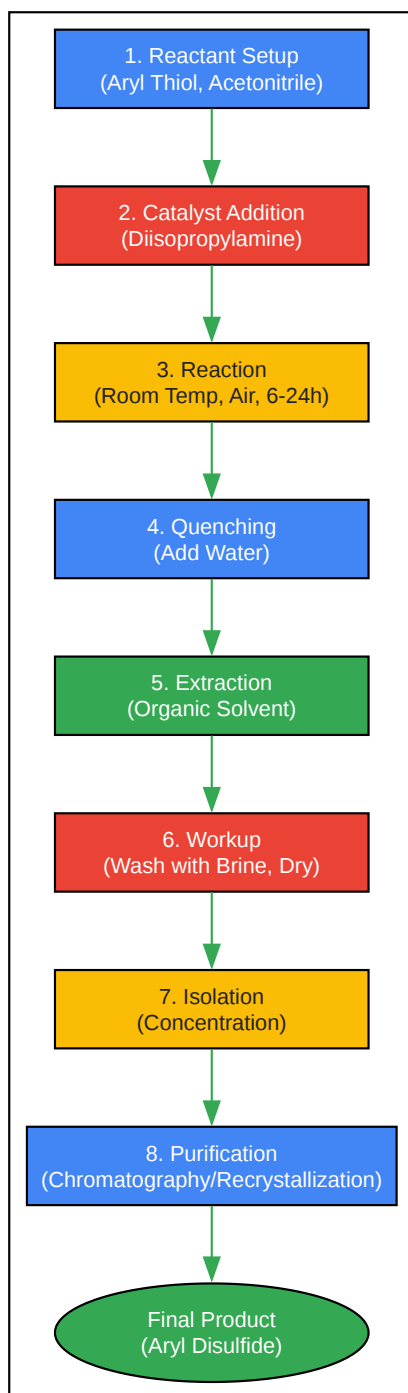 1. Reactant Setup
(Aryl Thiol, Acetonitrile)
2. Catalyst Addition
(Diisopropylamine)
3. Reaction
(Room Temp, Air, 6-24h)
4. Quenching
(Add Water)
5. Extraction
(Organic Solvent)
6. Workup
(Wash with Brine, Dry)
7. Isolation
(Concentration)
8. Purification
(Chromatography/Recrystallization)
Final Product
(Aryl Disulfide)